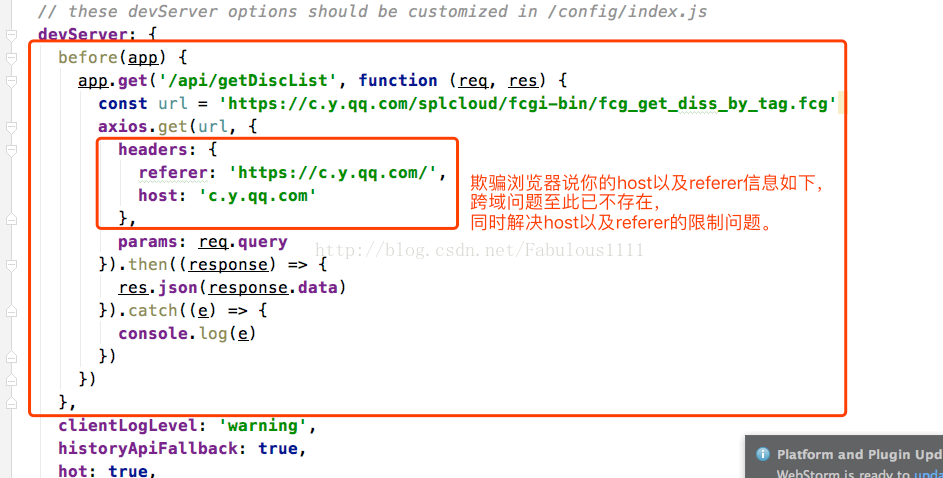 // these devServer options should be customized in /config/index.js
devServer: {
before(app) {
app.get('/api/getDiscList', function (req, res) {
const url = 'https://c.y.qq.com/splcloud/fcgi-bin/fcg_get_diss_by_tag.fcg'
axios.get(url, {
headers: {
referer: 'https://c.y.qq.com/',
host: 'c.y.qq.com'
},
欺骗浏览器说你的host以及referer信息如下，
跨域问题至此已不存在，
同时解决host以及referer的限制问题。
params: req.query
http://blog.csdn.net/Fabulous1111
}).then((response) => {
res.json(response.data)
}).catch((e) => {
console.log(e)
})
})
},
clientLogLevel: 'warning',
historyApiFallback: true,
hot: true,
Platform and Plugin Upd
WebStorm is ready to upda